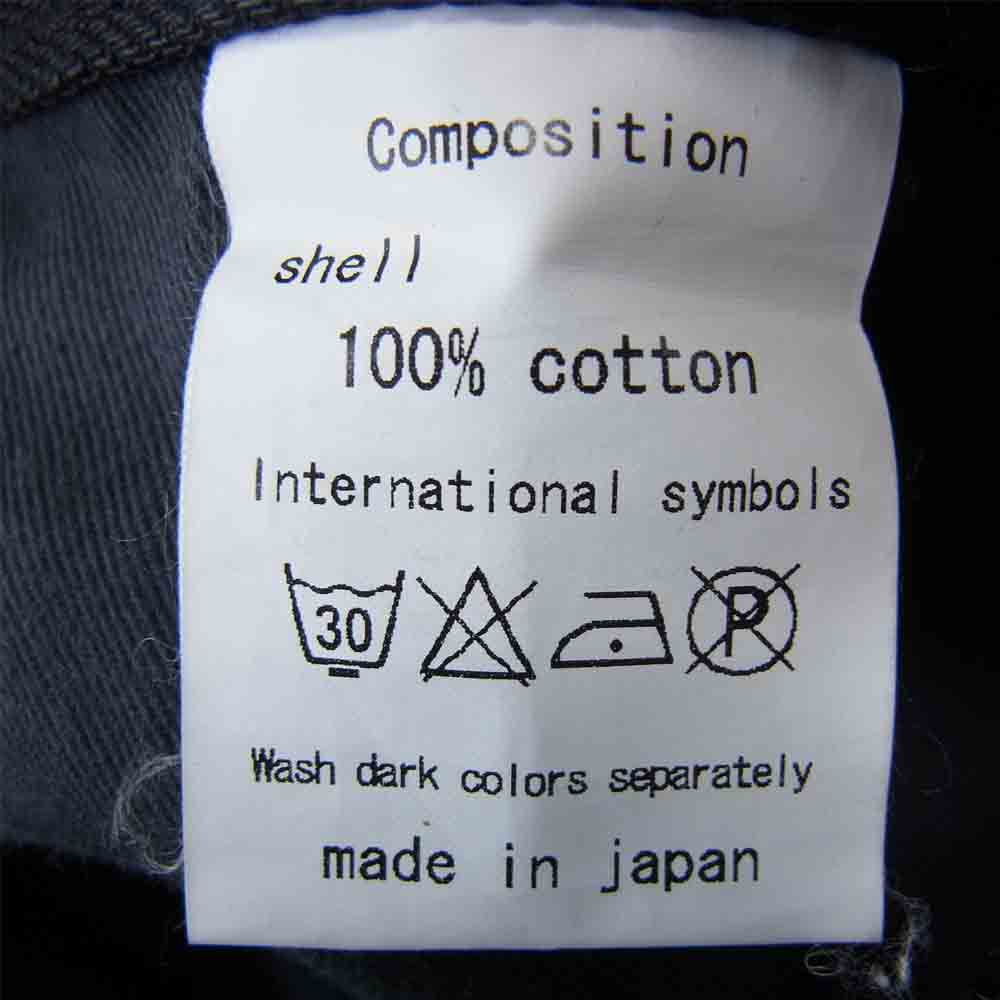 Composition
shell
100% cotton
International symbols
30 P
Wash dark colors separately
made in japan